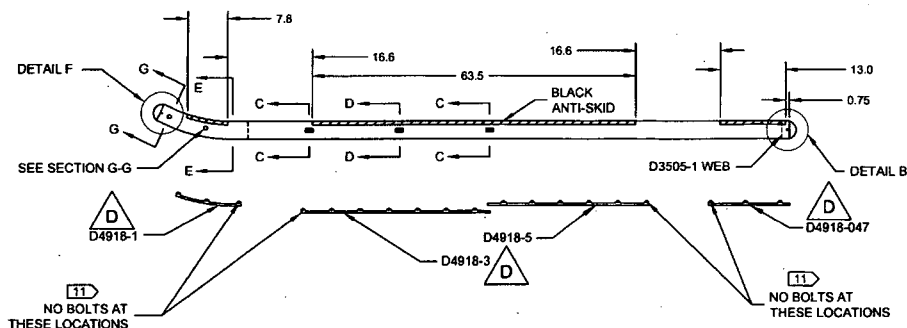 7.8
16.6
16.6
63.5
13.0
0.75
DETAIL F
G
E
C
D
C
BLACK
ANTI-SKID
G
C
D
C
E
SEE SECTION G-G
D3505-1 WEB
DETAIL B
D
D4918-1
D4918-3
D
D4918-5
D
D4918-047
11
NO BOLTS AT
THESE LOCATIONS
11
NO BOLTS AT
THESE LOCATIONS